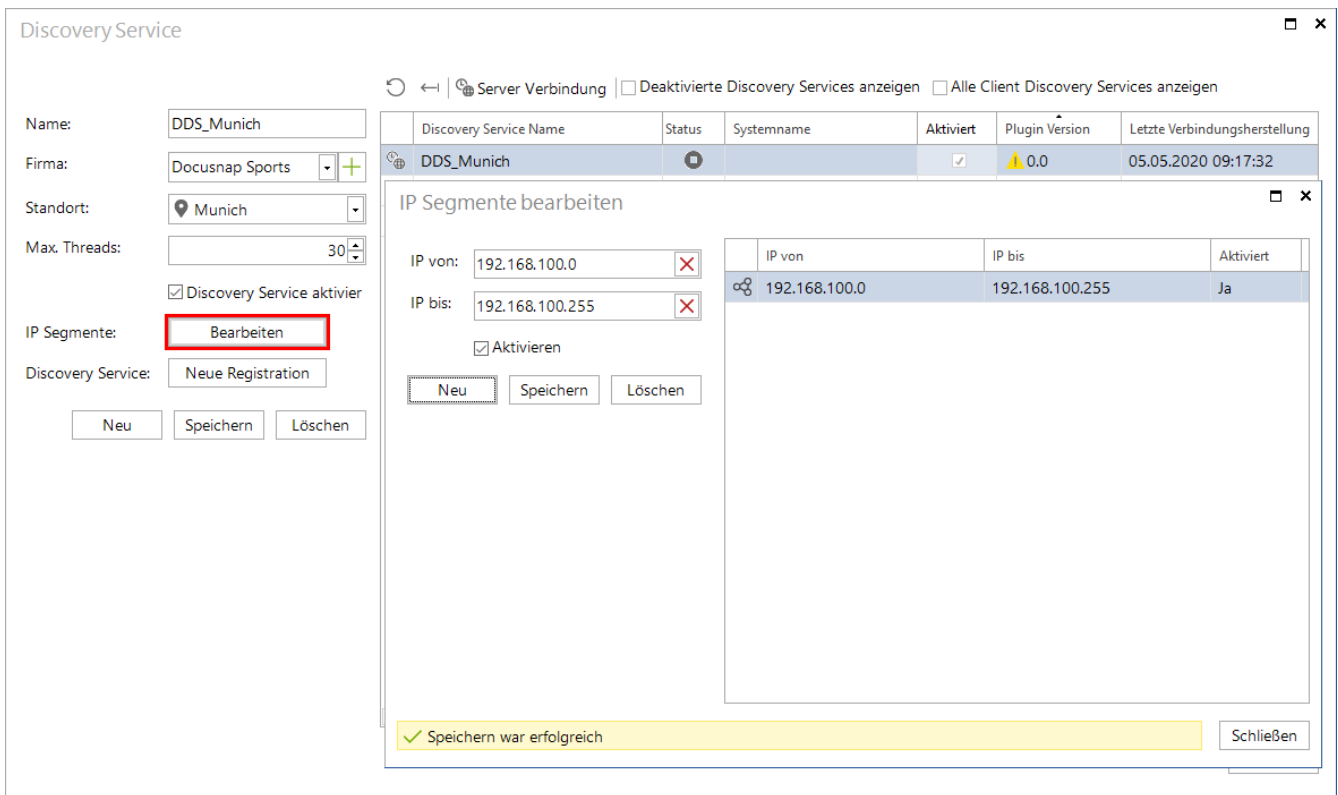 Discovery Service
Server Verbindung Deaktivierte Discovery Services anzeigen Alle Client Discovery Services anzeigen
Name: DDS_Munich
Firma: Docusnap Sports
Standort: Munich
Max. Threads: 30
Discovery Service aktivier
IP Segmente: Bearbeiten
Discovery Service: Neue Registration
Neu Speichern Löschen
Discovery Service Name Status Systemname Aktiviert Plugin Version Letzte Verbindungsherstellung
DDS_Munich 0.0 05.05.2020 09:17:32
IP Segmente bearbeiten
IP von: 192.168.100.0
IP bis: 192.168.100.255
Aktivieren
Neu Speichern Löschen
IP von IP bis Aktiviert
192.168.100.0 192.168.100.255 Ja
Speichern war erfolgreich
Schließen